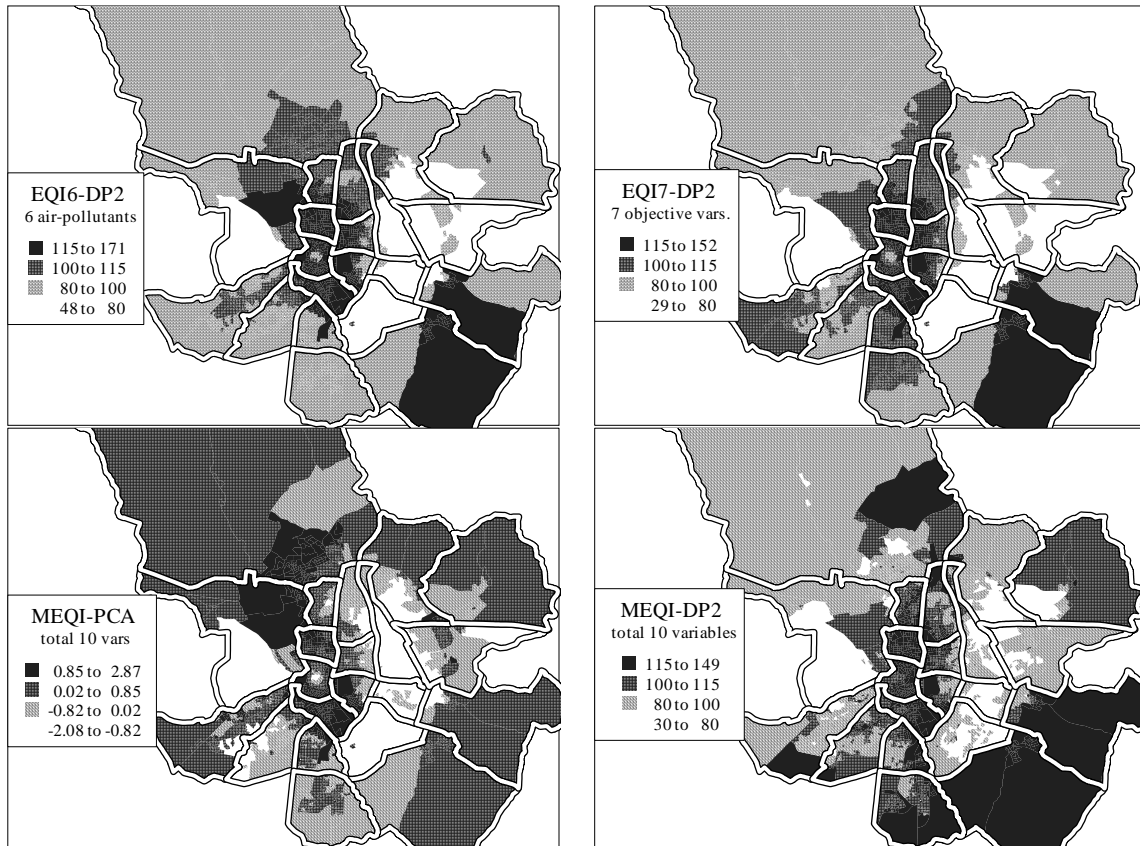 EQI6-DP2
6 air-pollutants
115 to 171
100 to 115
80 to 100
48 to 80
EQI7-DP2
7 objective vars.
115 to 152
100 to 115
80 to 100
29 to 80
MEQI-PCA
total 10 vars
0.85 to 2.87
0.02 to 0.85
-0.82 to 0.02
-2.08 to -0.82
MEQI-DP2
total 10 variables
115 to 149
100 to 115
80 to 100
30 to 80